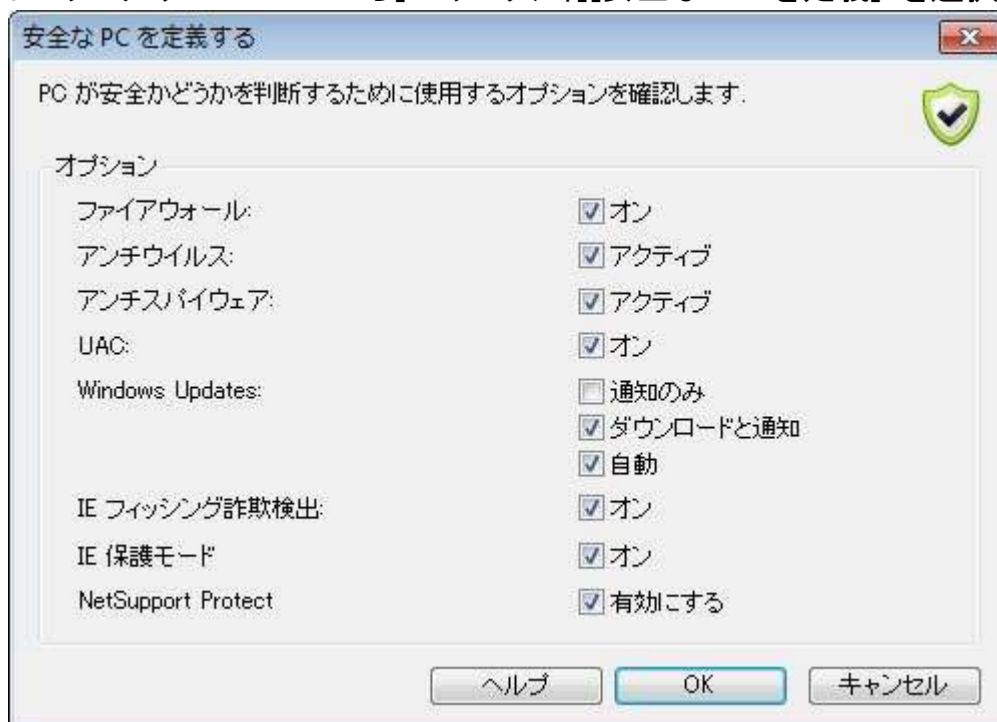 安全な PC を定義する
PC が安全かどうかを判断するために使用するオプションを確認します.
オプション
ファイアウォール: オン
アンチウイルス: アクティブ
アンチスパイウェア: アクティブ
UAC: オン
Windows Updates: 通知のみ
ダウンロードと通知
自動
IE フィッシング詐欺検出: オン
IE 保護モード オン
NetSupport Protect 有効にする
ヘルプ OK キャンセル